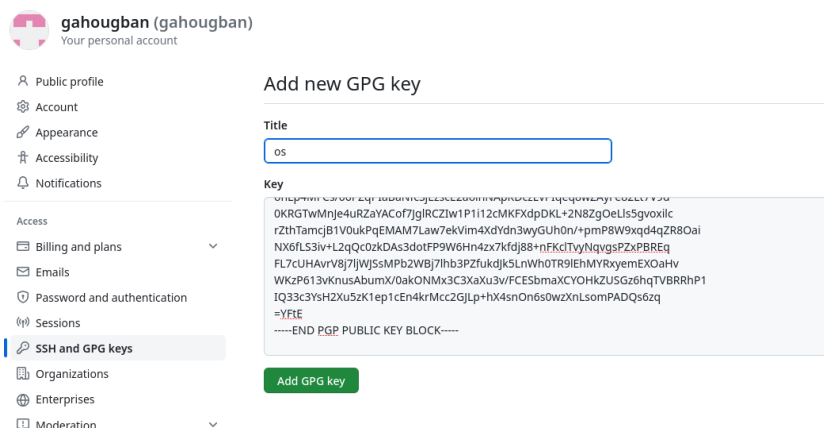 gahougban (gahougban)
Your personal account
Public profile
Account
Appearance
Accessibility
Notifications
Access
Billing and plans
Emails
Password and authentication
Sessions
SSH and GPG keys
Organizations
Enterprises
Moderation
Add new GPG key
Title
os
Key
0KRGTwMnJe4uRZaYACof7JglRCZIw1P1i12cMKFXdpDKL+2N8ZgOeLls5gvoxilc
rZthTamcjB1V0ukPqEMAM7Law7ekVim4XdYdn3wyGUh0n/+pmP8W9xqd4qZR8Oai
NX6fLS3iv+L2qQc0zkDAs3dotFP9W6Hn4zx7kfdj88+nFKclTvyNqvgsPZxPBREq
FL7cUHAvrV8j7ljWJSsMPb2WBj7lhb3PZfukdJk5LnWh0TR9lEhMYRxyemEXOaHv
WKzP613vKnusAbumX/0akONMx3C3XaXu3v/FCESbmaXCYOHkZUSGz6hqTVBRRhP1
IQ33c3YsH2Xu5zK1ep1cEn4krMcc2GJLp+hX4snOn6s0wzXnLsomPADQs6zq
=YFtE
-----END PGP PUBLIC KEY BLOCK-----
Add GPG key